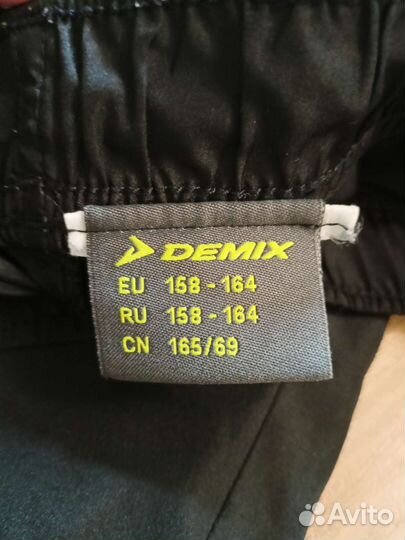 DEMIX
EU 158 - 164
RU 158 - 164
CN 165/69
Avito